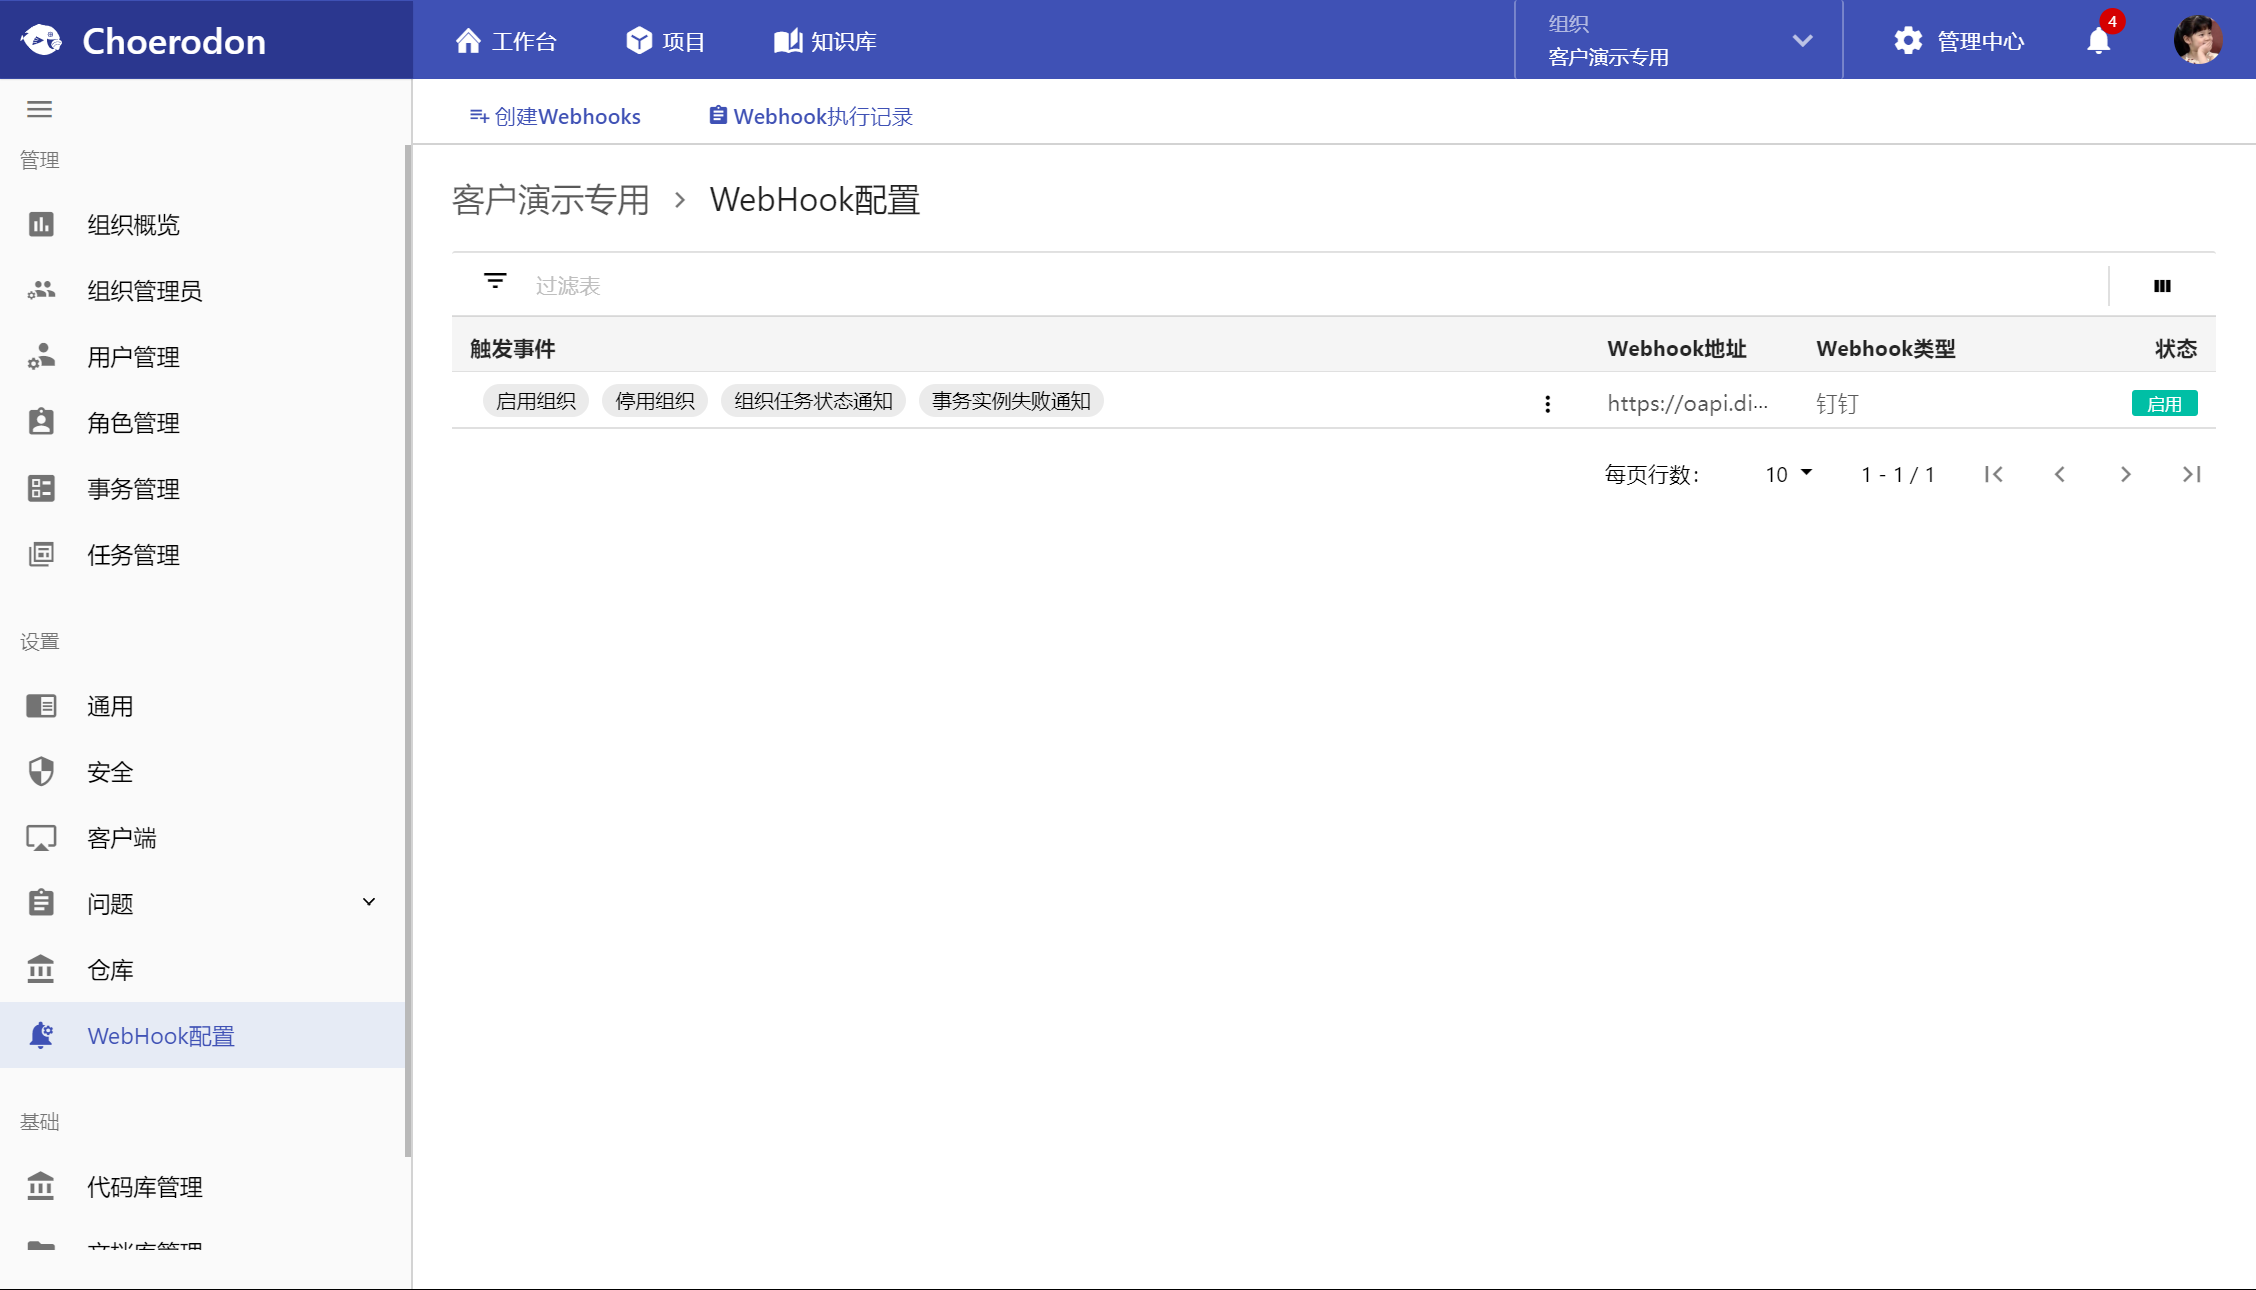 Choerodon
工作台
项目
知识库
组织
客户演示专用
管理中心
4
创建Webhooks
Webhook执行记录
管理
组织概览
组织管理员
用户管理
角色管理
事务管理
任务管理
设置
通用
安全
客户端
问题
仓库
WebHook配置
基础
代码库管理
文档库管理
客户演示专用 > WebHook配置
过滤表
触发事件 Webhook地址 Webhook类型 状态
启用组织 停用组织 组织任务状态通知 事务实例失败通知 https://oapi.di··· 钉钉 启用
每页行数： 10 1 - 1 / 1